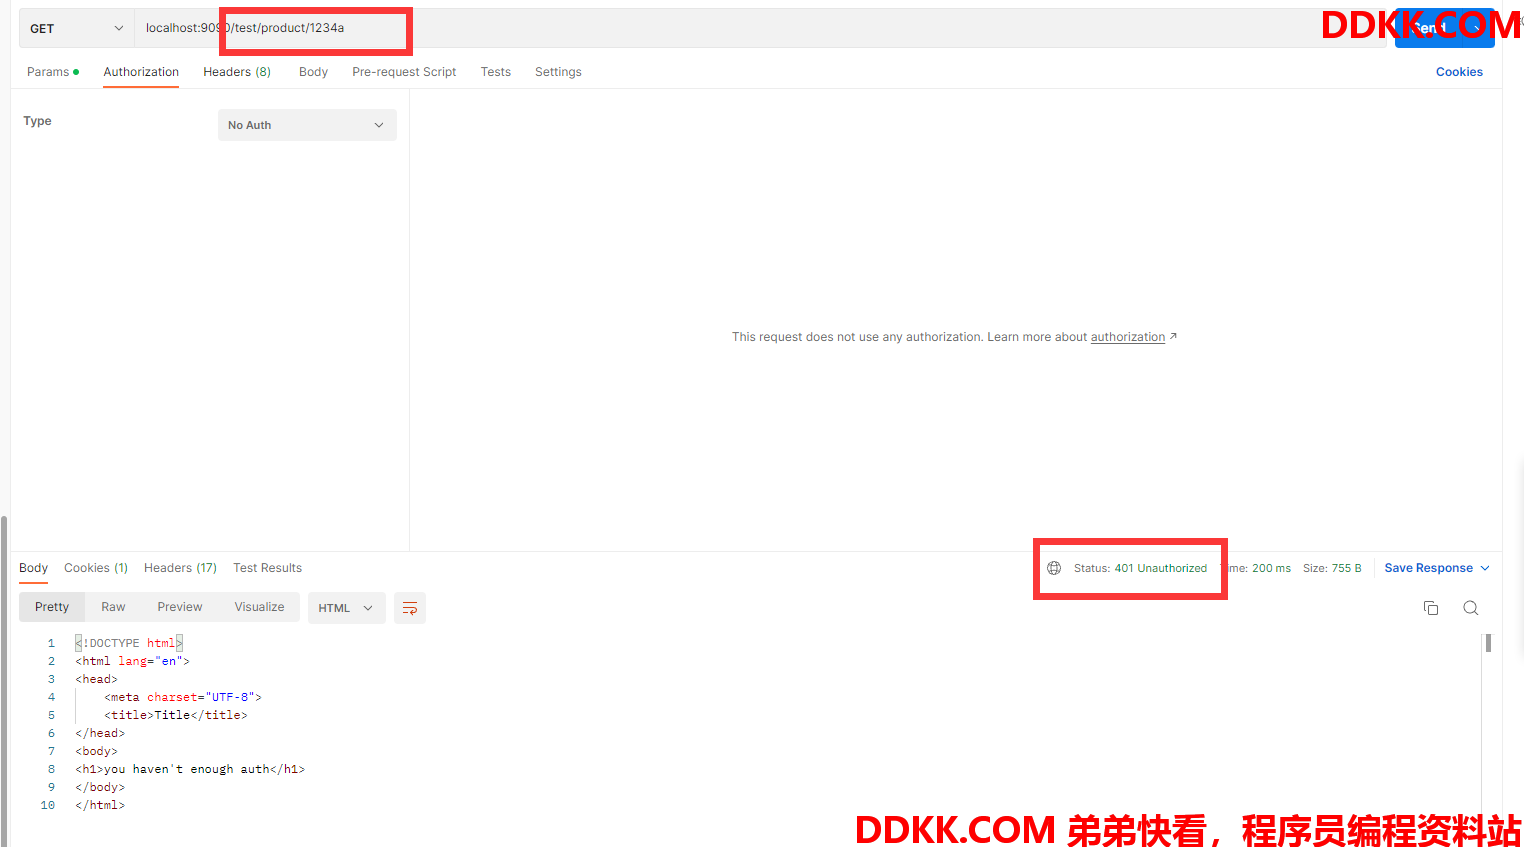 GET
localhost:9090/test/product/1234a
Send
DDKK.COM
Params
Authorization
Headers (8)
Body
Pre-request Script
Tests
Settings
Cookies
Type
No Auth
This request does not use any authorization. Learn more about authorization ↗
Body
Cookies (1)
Headers (17)
Test Results
Status: 401 Unauthorized
Time: 200 ms
Size: 755 B
Save Response
Pretty
Raw
Preview
Visualize
HTML
1 <!DOCTYPE html>
2 <html lang="en">
3 <head>
4 <meta charset="UTF-8">
5 <title>Title</title>
6 </head>
7 <body>
8 <h1>you haven't enough auth</h1>
9 </body>
10 </html>
DDKK.COM 弟弟快看，程序员编程资料站